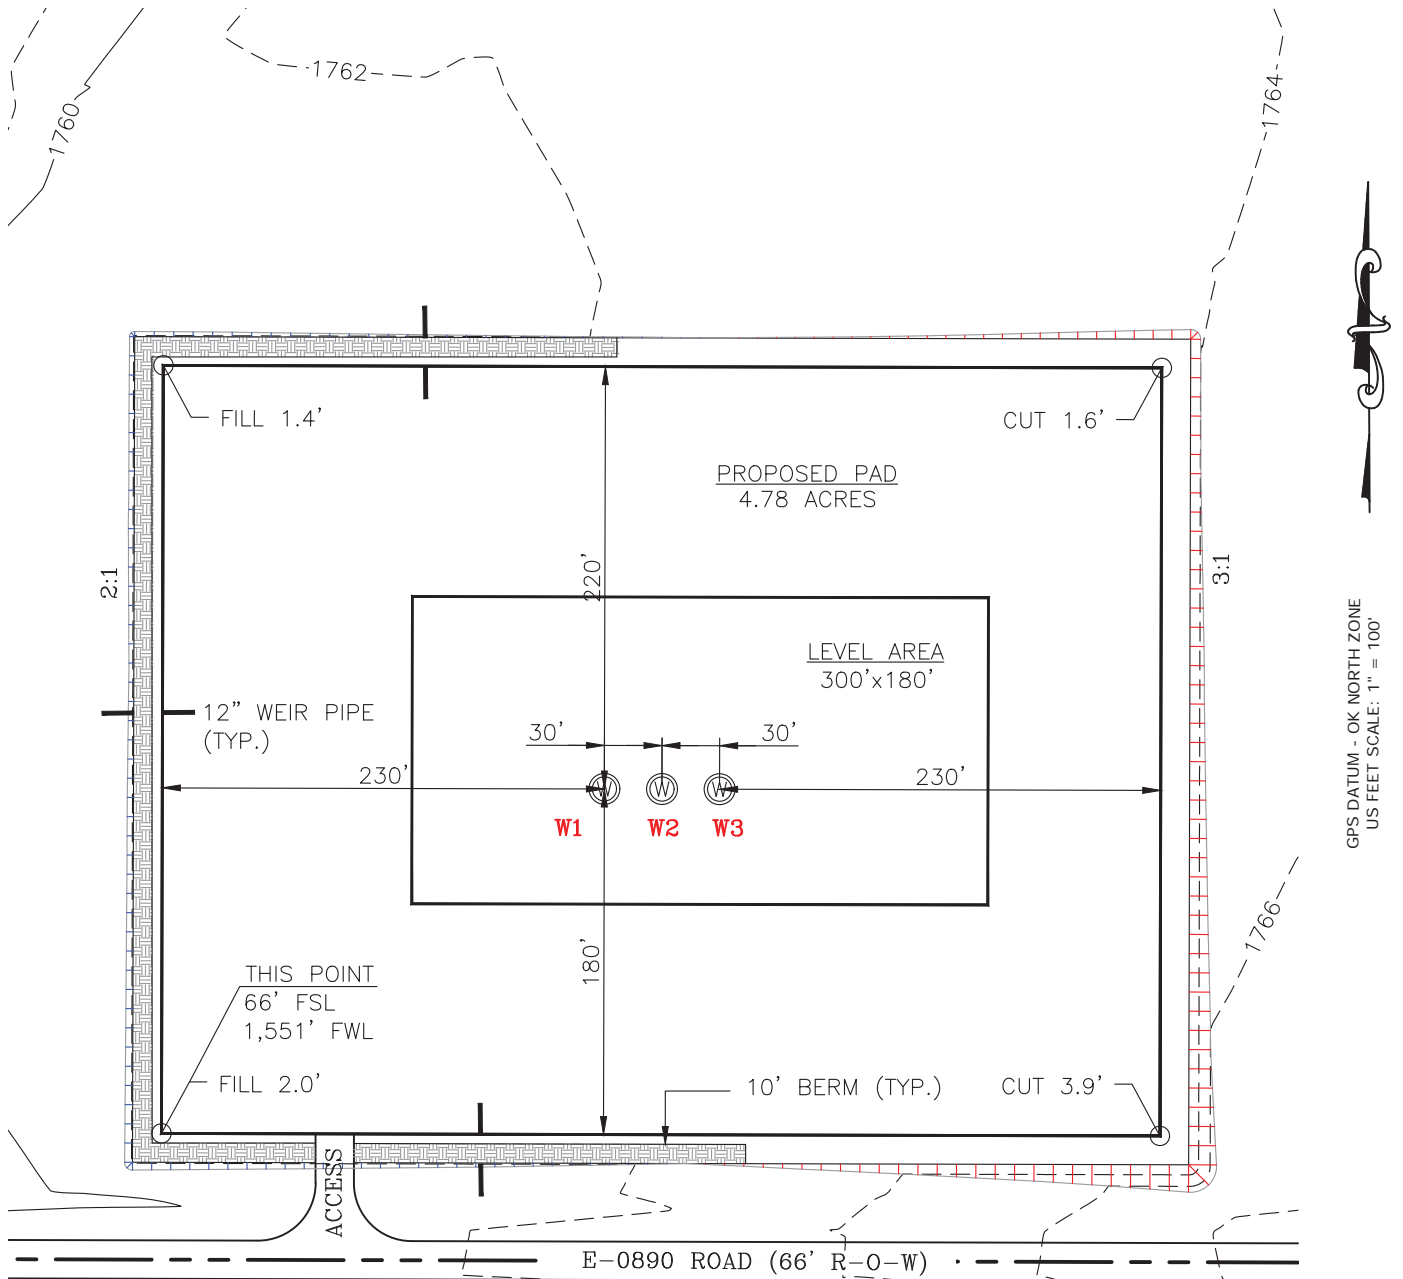 1762
1760
1764
FILL 1.4'
CUT 1.6'
PROPOSED PAD
4.78 ACRES
220'
2:1
3:1
LEVEL AREA
300'x180'
GPS DATUM - OK NORTH ZONE
US FEET SCALE: 1" = 100'
12" WEIR PIPE
(TYP.)
30'
30'
230'
230'
W
W
W
W1
W2
W3
1766
180'
THIS POINT
66' FSL
1,551' FWL
FILL 2.0'
10' BERM (TYP.)
CUT 3.9'
ACCESS
E-0890 ROAD (66' R-O-W)